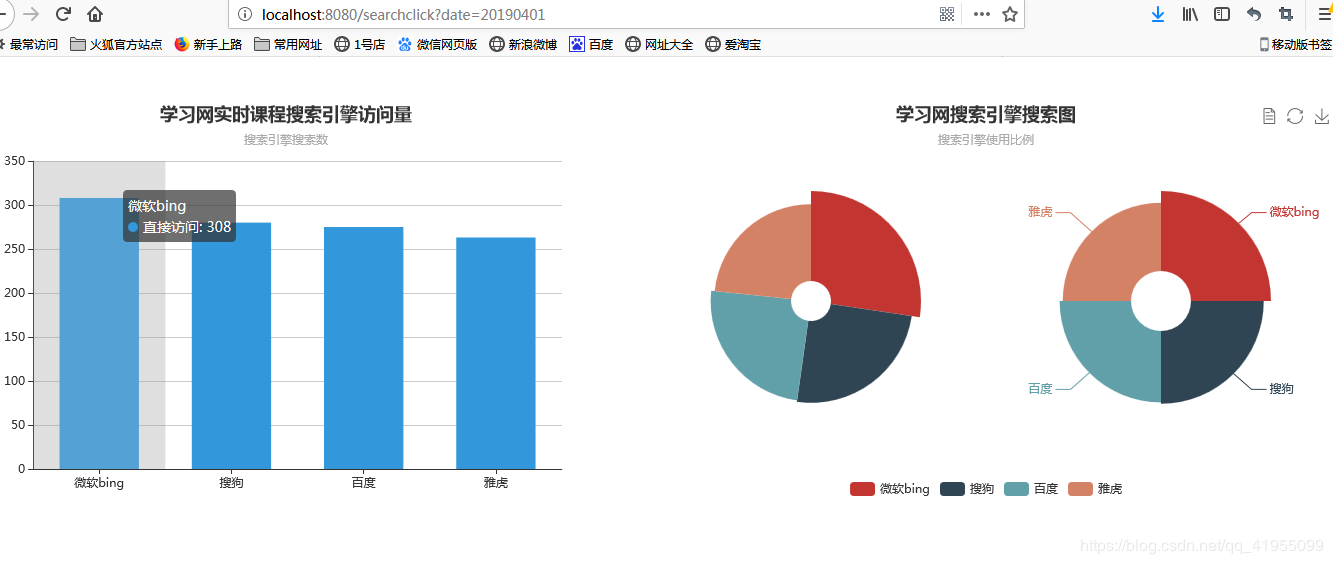 localhost:8080/searchclick?date=20190401
最常访问 火狐官方站点 新手上路 常用网址 1号店 微信网页版 新浪微博 百度 网址大全 爱淘宝 移动版书签
学习网实时课程搜索引擎访问量
搜索引擎搜索数
350
300
250
200
150
100
50
0
微软bing
直接访问: 308
微软bing 搜狗 百度 雅虎
学习网搜索引擎搜索图
搜索引擎使用比例
雅虎 微软bing
百度 搜狗
微软bing 搜狗 百度 雅虎
https://blog.csdn.net/qq_41955099